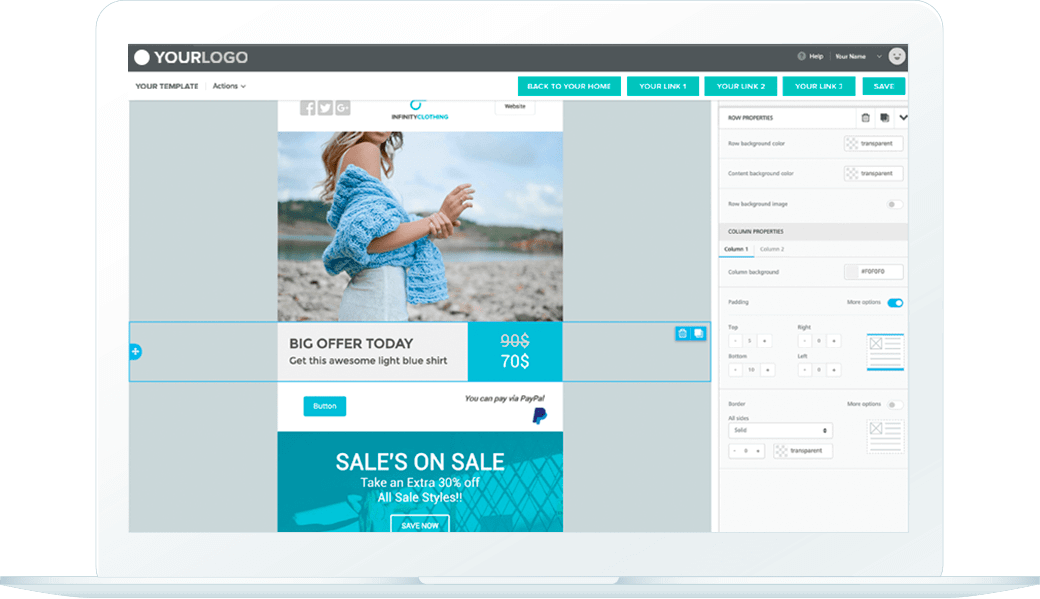 YOURLOGO
Help
Your Name
YOUR TEMPLATE
Actions
BACK TO YOUR HOME
YOUR LINK 1
YOUR LINK 2
YOUR LINK 3
SAVE
G+
INFINITYCLOTHING
Website
BIG OFFER TODAY
Get this awesome light blue shirt
90$
70$
Button
You can pay via PayPal
SALE'S ON SALE
Take an Extra 30% off
All Sale Styles!!
SAVE NOW
ROW PROPERTIES
Row background color
transparent
Content background color
transparent
Row background image
COLUMN PROPERTIES
Column 1
Column 2
Column background
#F0F0F0
Padding
More options
Top
Right
- 5 +
- 0 +
Bottom
Left
- 10 +
- 0 +
Border
More options
All sides
Solid
- 0 +
transparent